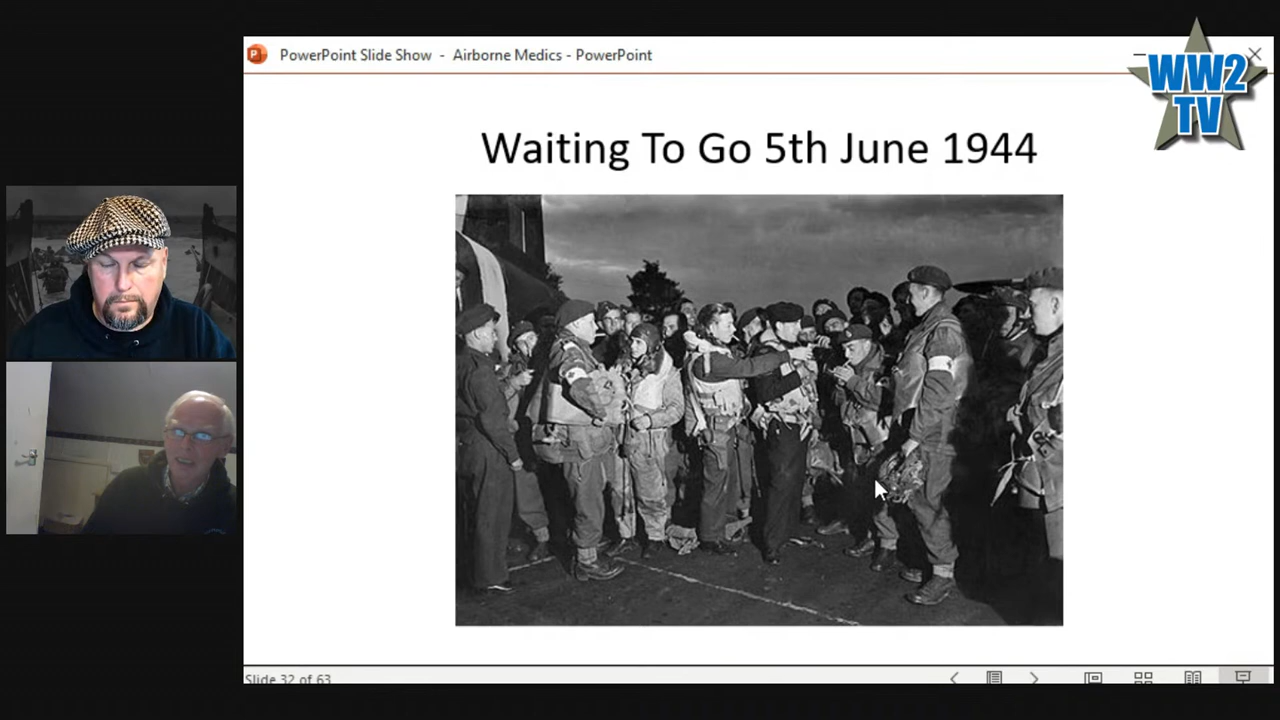 PowerPoint Slide Show - Airborne Medics - PowerPoint
WW2
TV
Waiting To Go 5th June 1944
Slide 32 of 63